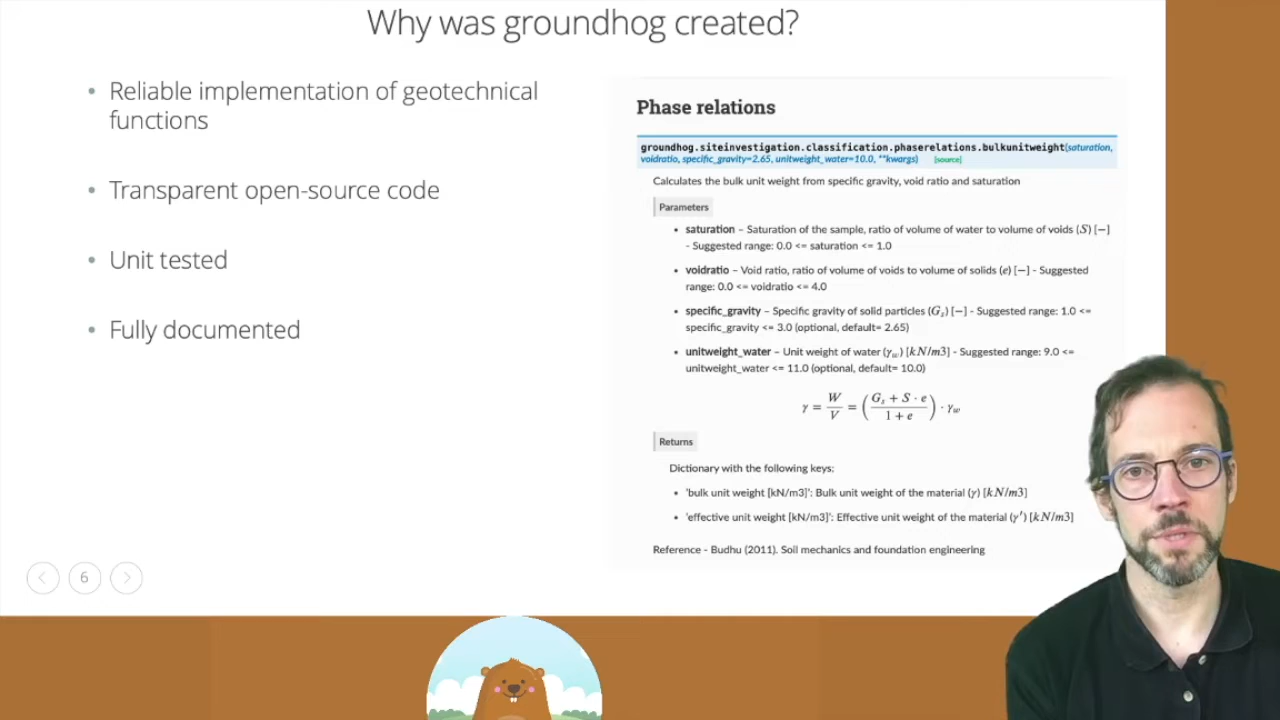 Why was groundhog created?
• Reliable implementation of geotechnical
functions
• Transparent open-source code
• Unit tested
• Fully documented
6
Phase relations
groundhog.siteinvestigation.classification.phaserelations.bulkunitweight(saturation,
voidratio, specific_gravity=2.65, unitweight_water=10.0, **kwargs) [source]
Calculates the bulk unit weight from specific gravity, void ratio and saturation
Parameters
• saturation – Saturation of the sample, ratio of volume of water to volume of voids (S) [−]
- Suggested range: 0.0 <= saturation <= 1.0
• voidratio – Void ratio, ratio of volume of voids to volume of solids (e) [−] - Suggested
range: 0.0 <= voidratio <= 4.0
• specific_gravity – Specific gravity of solid particles (G_s) [−] - Suggested range: 1.0 <=
specific_gravity <= 3.0 (optional, default= 2.65)
• unitweight_water – Unit weight of water (γ_w) [kN/m3] - Suggested range: 9.0 <=
unitweight_water <= 11.0 (optional, default= 10.0)
γ = W/V = ((G_s + S · e)/(1 + e)) · γ_w
Returns
Dictionary with the following keys:
• 'bulk unit weight [kN/m3]': Bulk unit weight of the material (γ) [kN/m3]
• 'effective unit weight [kN/m3]': Effective unit weight of the material (γ′) [kN/m3]
Reference - Budhu (2011). Soil mechanics and foundation engineering